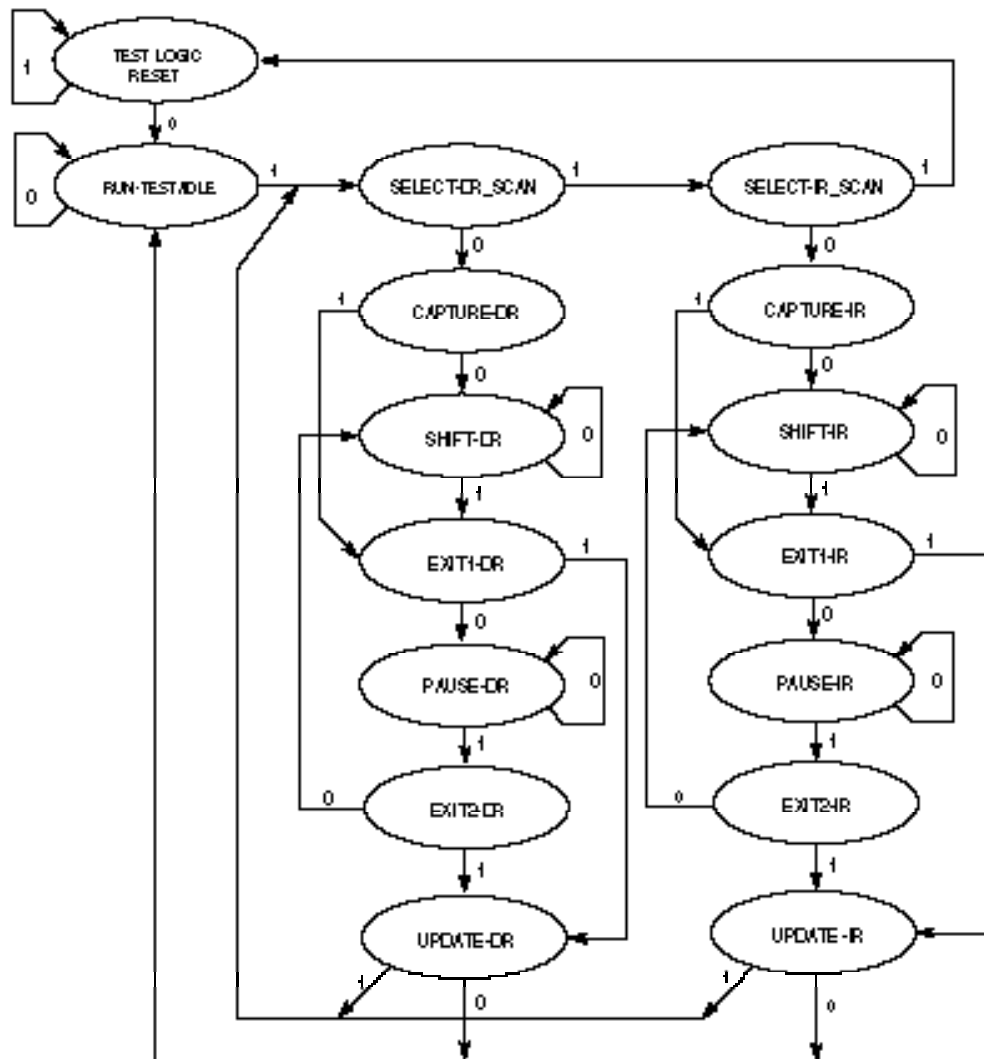 TEST LOGIC
RESET
1
0
RUN-TEST/IDLE
0
1
SELECT-DR_SCAN
1
SELECT-IR_SCAN
1
0
0
CAPTURE-DR
1
CAPTURE-IR
1
0
0
SHIFT-DR
0
SHIFT-IR
0
1
1
EXIT1-DR
1
EXIT1-IR
1
0
0
PAUSE-DR
0
PAUSE-IR
0
1
1
EXIT2-DR
0
EXIT2-IR
0
1
1
UPDATE-DR
UPDATE-IR
1
0
1
0